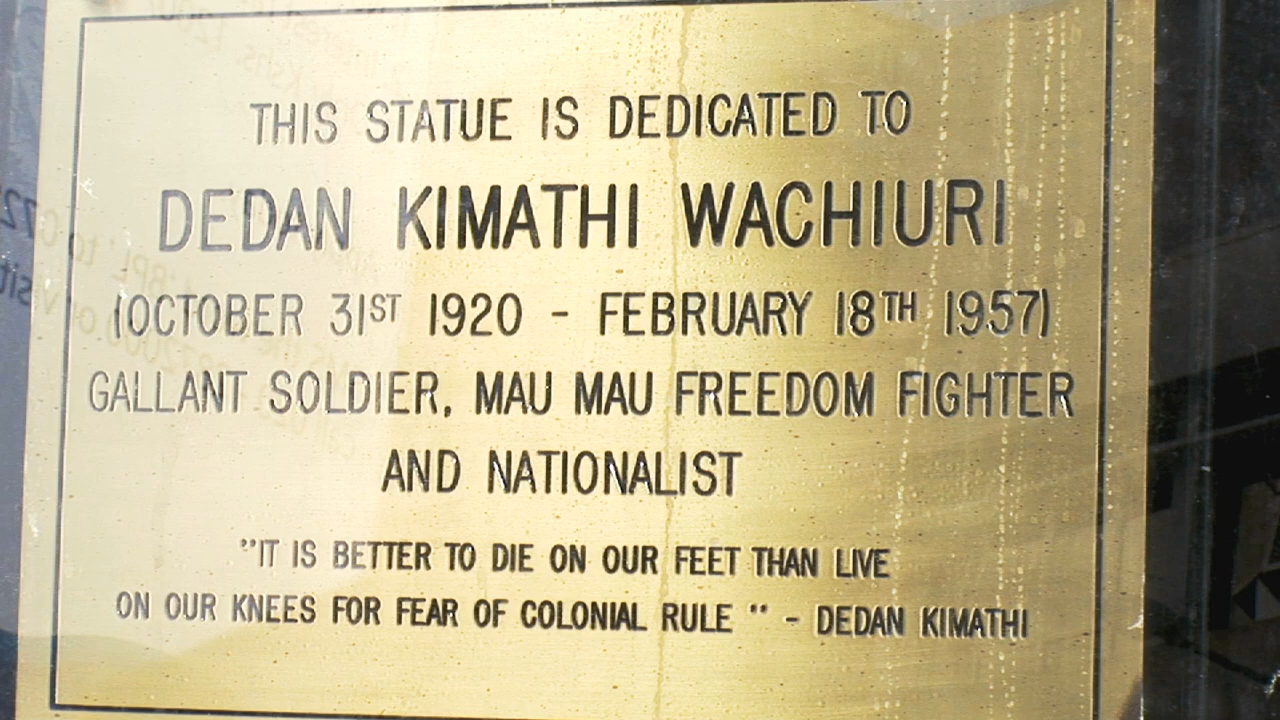 THIS STATUE IS DEDICATED TO
DEDAN KIMATHI WACHIURI
(OCTOBER 31ST 1920 - FEBRUARY 18TH 1957)
GALLANT SOLDIER, MAU MAU FREEDOM FIGHTER
AND NATIONALIST
"IT IS BETTER TO DIE ON OUR FEET THAN LIVE
ON OUR KNEES FOR FEAR OF COLONIAL RULE " - DEDAN KIMATHI